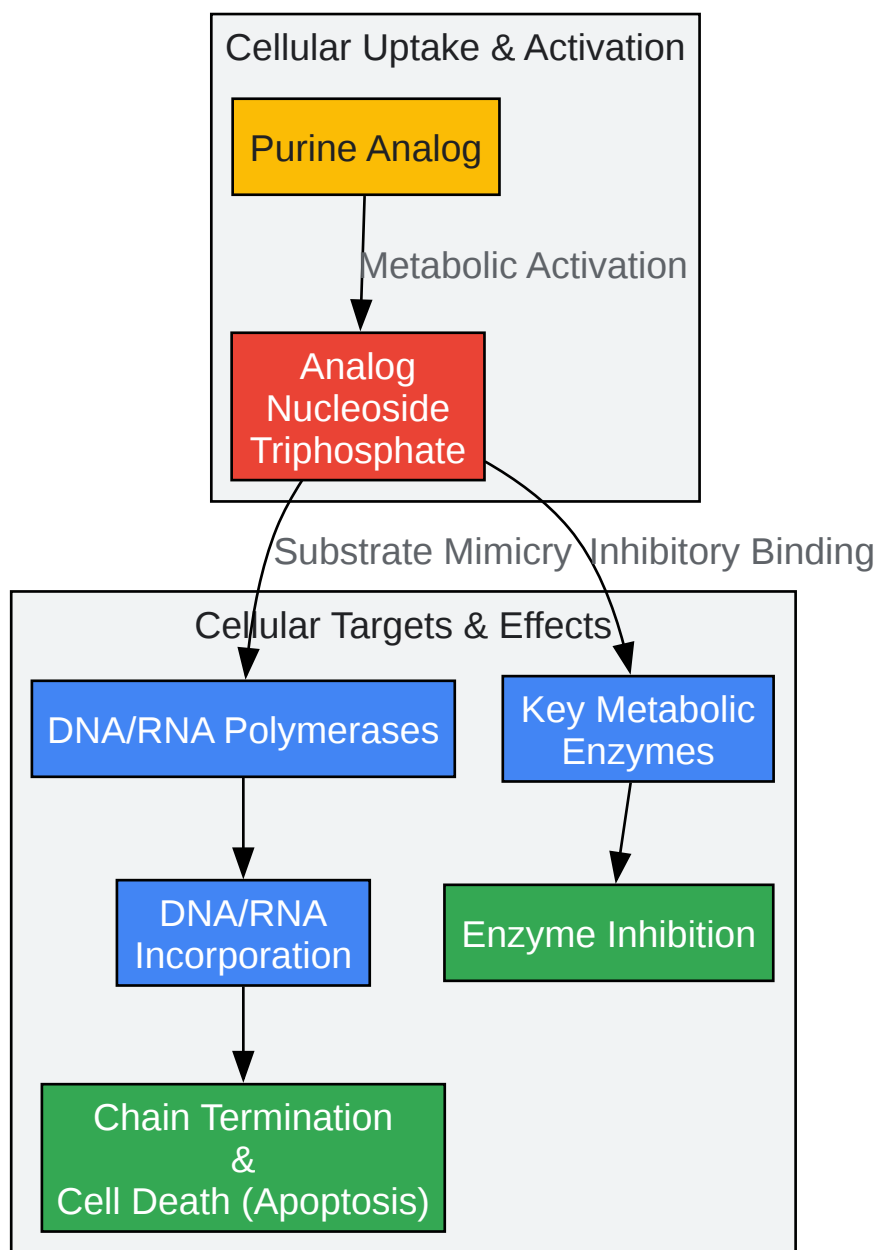 Cellular Uptake & Activation
Purine Analog
Metabolic Activation
Analog
Nucleoside
Triphosphate
Substrate Mimicry
Inhibitory Binding
Cellular Targets & Effects
DNA/RNA Polymerases
Key Metabolic
Enzymes
DNA/RNA
Incorporation
Enzyme Inhibition
Chain Termination
&
Cell Death (Apoptosis)